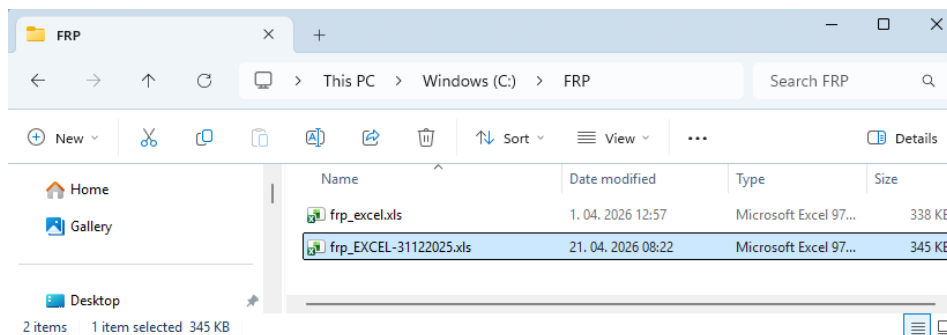 FRP
This PC > Windows (C:) > FRP
Search FRP
New
Sort
View
Details
Home
Gallery
Desktop
Name Date modified Type Size
frp_excel.xls 1. 04. 2026 12:57 Microsoft Excel 97... 338 KB
frp_EXCEL-31122025.xls 21. 04. 2026 08:22 Microsoft Excel 97... 345 KB
2 items 1 item selected 345 KB